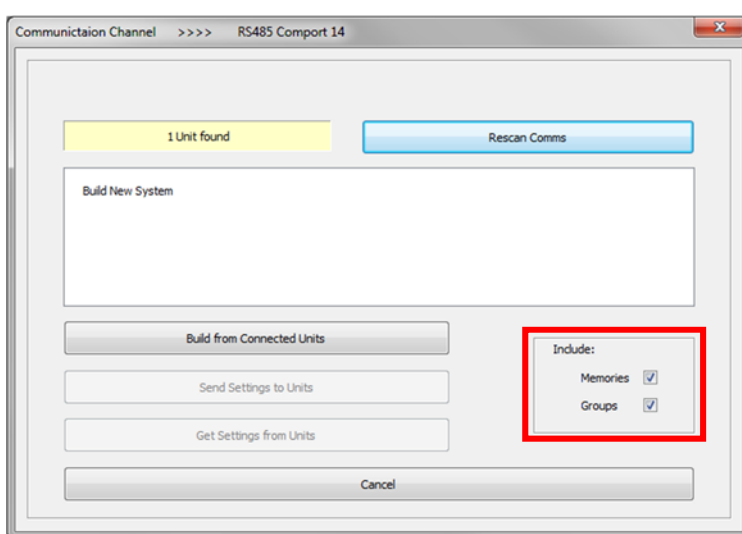 Communictaion Channel >>>> RS485 Comport 14
1 Unit found
Rescan Comms
Build New System
Build from Connected Units
Include:
Memories
Send Settings to Units
Groups
Get Settings from Units
Cancel